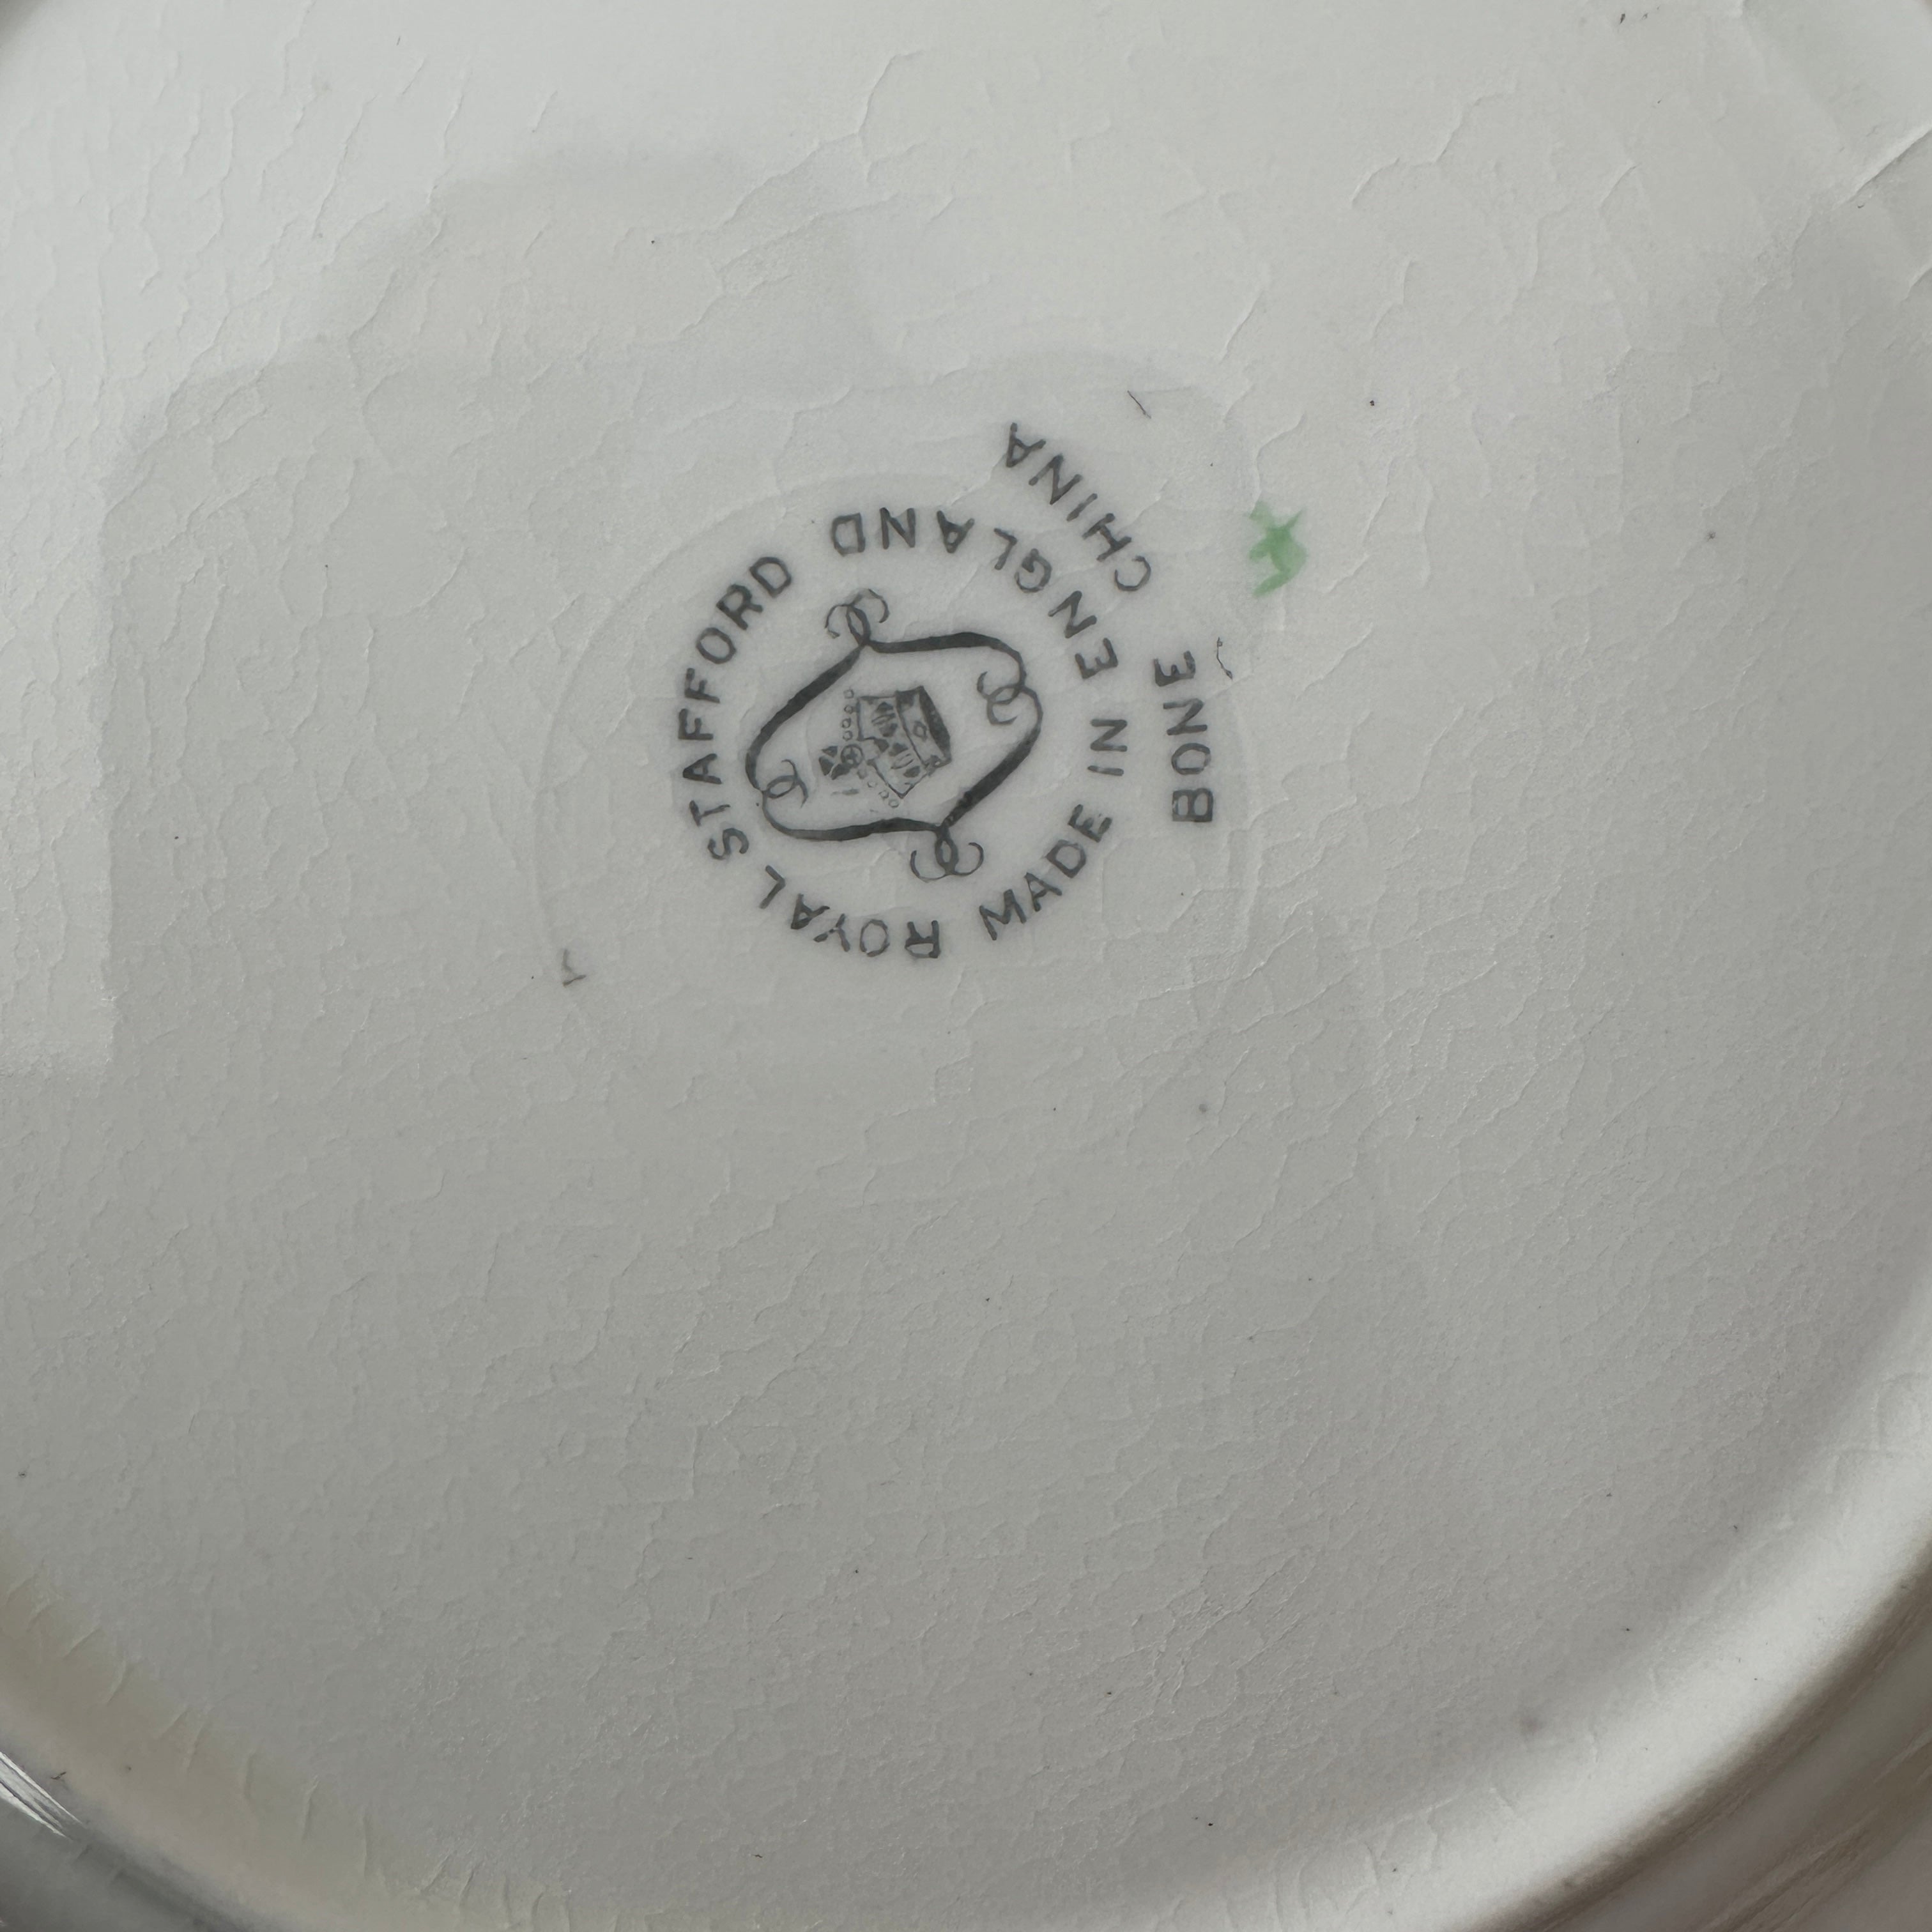 ROYAL STAFFORD
MADE IN ENGLAND
BONE CHINA